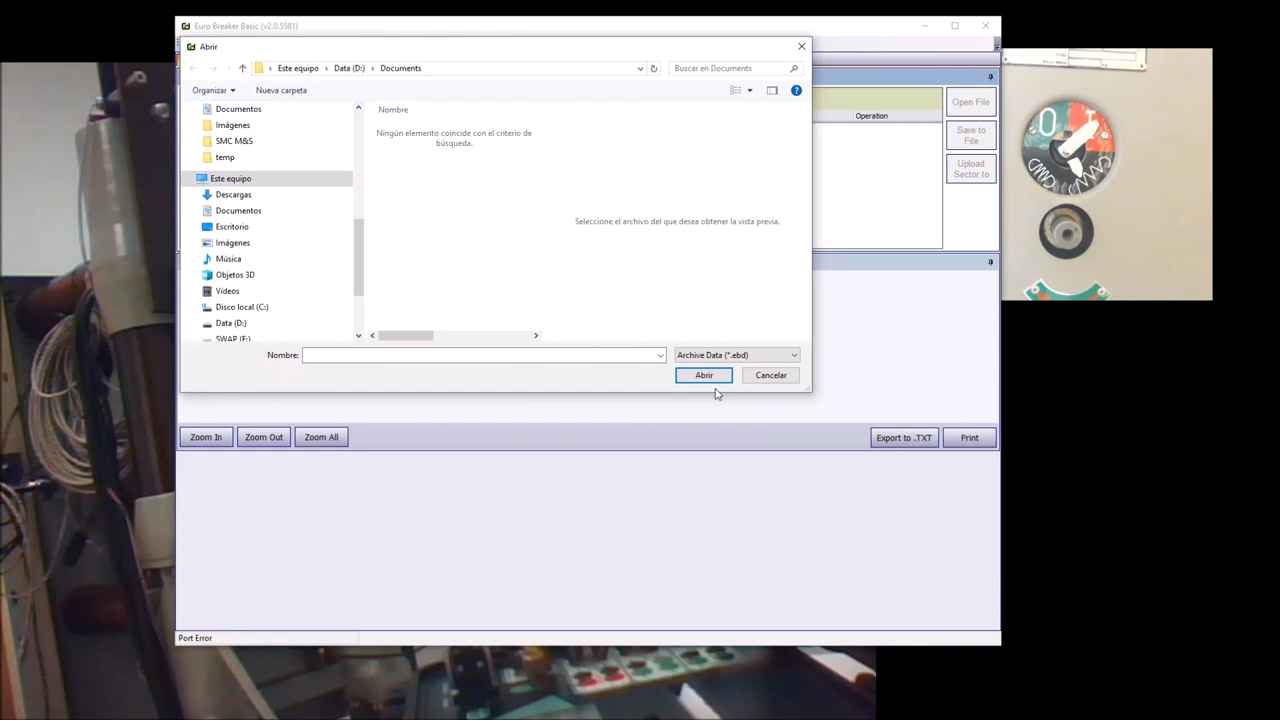 Euro Breaker Basic (v2.0.5581)
Abrir
Este equipo > Data (D:) > Documents
Buscar en Documents
Organizar
Nueva carpeta
Documentos
Imágenes
SMC M&S
temp
Este equipo
Descargas
Documentos
Escritorio
Imágenes
Música
Objetos 3D
Vídeos
Disco local (C:)
Data (D:)
SWAP (F:)
Nombre
Ningún elemento coincide con el criterio de
búsqueda.
Seleccione el archivo del que desea obtener la vista previa.
Nombre:
Archive Data (*.ebd)
Abrir
Cancelar
Operation
Open File
Save to
File
Upload
Sector to
Zoom In
Zoom Out
Zoom All
Export to .TXT
Print
Port Error
O
I